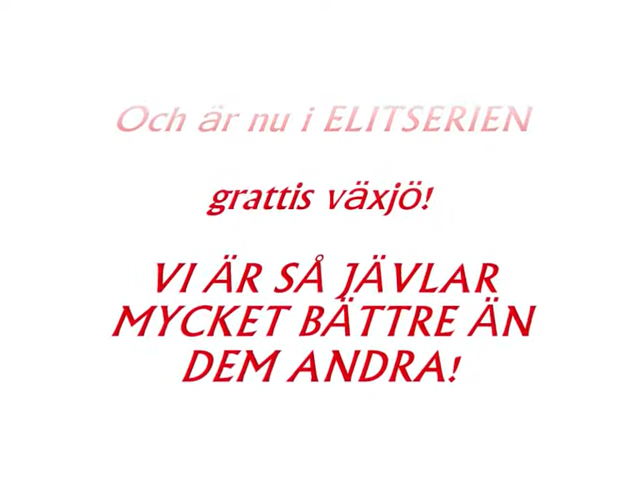 Och är nu i ELITSERIEN
grattis växjö!
VI ÄR SÅ JÄVLAR
MYCKET BÄTTRE ÄN
DEM ANDRA!